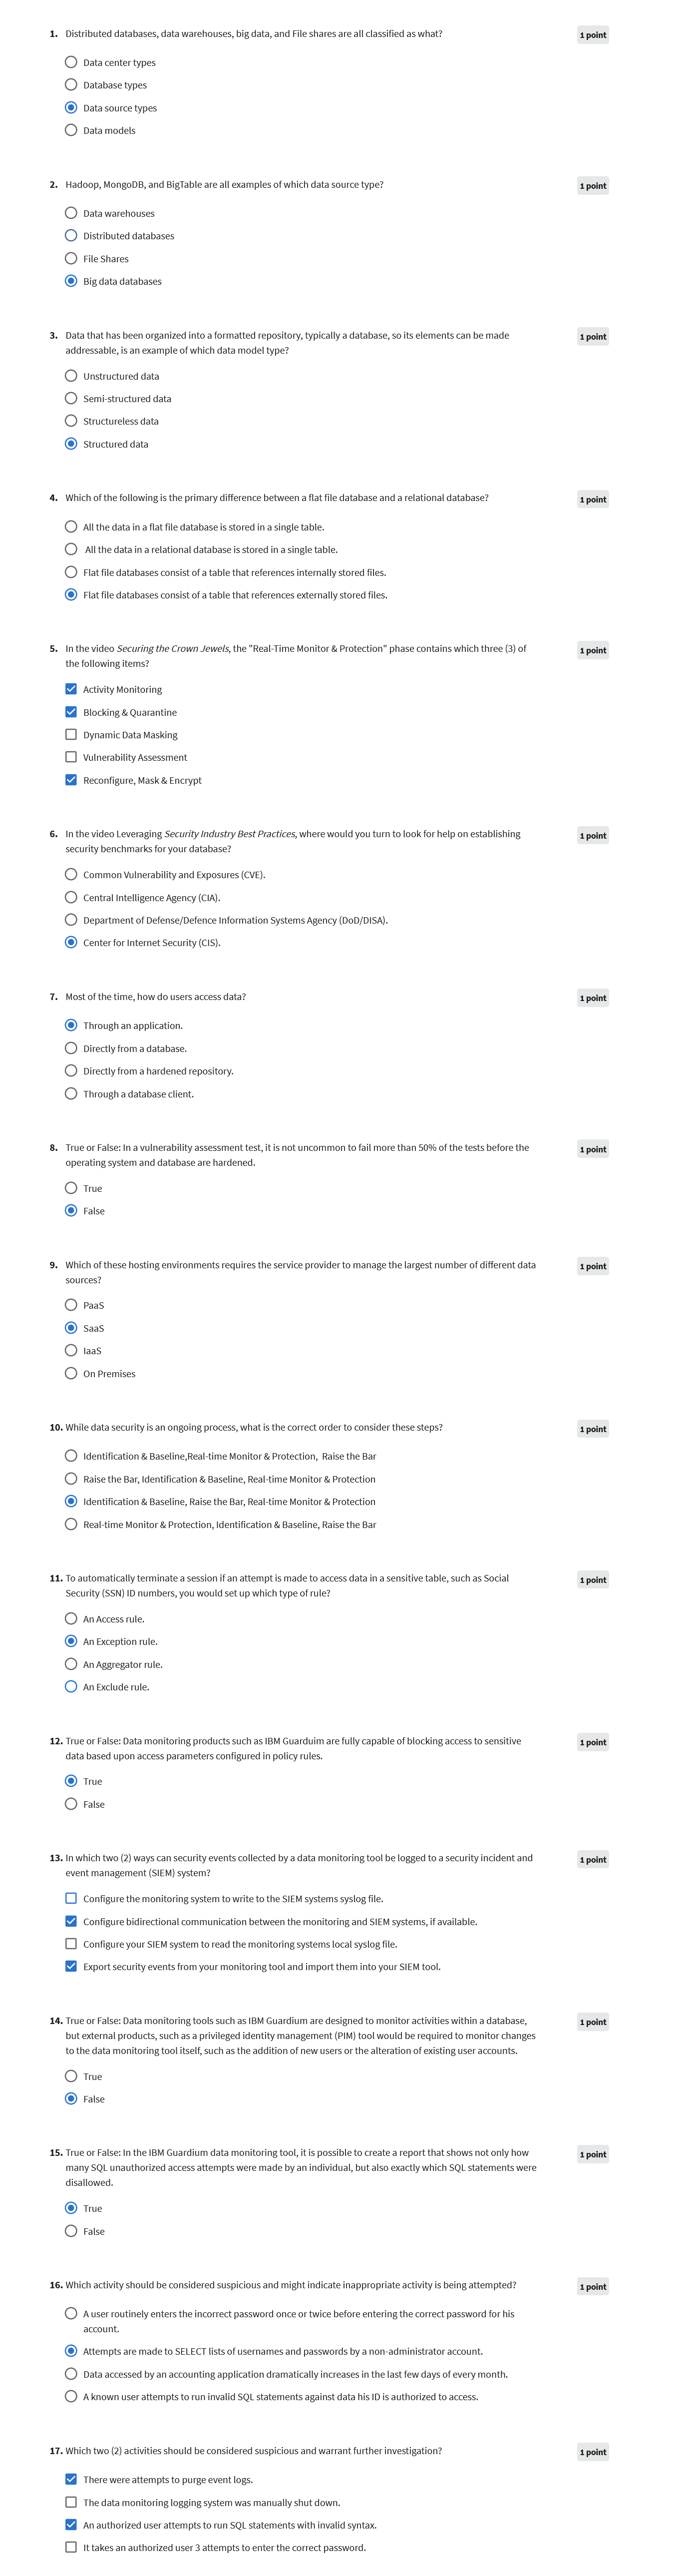 1. Distributed databases, data warehouses, big data, and File shares are all classified as what?
1 point
Data center types
Database types
Data source types
Data models
2. Hadoop, MongoDB, and BigTable are all examples of which data source type?
1 point
Data warehouses
Distributed databases
File Shares
Big data databases
3. Data that has been organized into a formatted repository, typically a database, so its elements can be made
addressable, is an example of which data model type?
1 point
Unstructured data
Semi-structured data
Structureless data
Structured data
4. Which of the following is the primary difference between a flat file database and a relational database?
1 point
All the data in a flat file database is stored in a single table.
All the data in a relational database is stored in a single table.
Flat file databases consist of a table that references internally stored files.
Flat file databases consist of a table that references externally stored files.
5. In the video Securing the Crown Jewels, the "Real-Time Monitor & Protection" phase contains which three (3) of
the following items?
1 point
Activity Monitoring
Blocking & Quarantine
Dynamic Data Masking
Vulnerability Assessment
Reconfigure, Mask & Encrypt
6. In the video Leveraging Security Industry Best Practices, where would you turn to look for help on establishing
security benchmarks for your database?
1 point
Common Vulnerability and Exposures (CVE).
Central Intelligence Agency (CIA).
Department of Defense/Defence Information Systems Agency (DoD/DISA).
Center for Internet Security (CIS).
7. Most of the time, how do users access data?
1 point
Through an application.
Directly from a database.
Directly from a hardened repository.
Through a database client.
8. True or False: In a vulnerability assessment test, it is not uncommon to fail more than 50% of the tests before the
operating system and database are hardened.
1 point
True
False
9. Which of these hosting environments requires the service provider to manage the largest number of different data
sources?
1 point
PaaS
SaaS
IaaS
On Premises
10. While data security is an ongoing process, what is the correct order to consider these steps?
1 point
Identification & Baseline,Real-time Monitor & Protection, Raise the Bar
Raise the Bar, Identification & Baseline, Real-time Monitor & Protection
Identification & Baseline, Raise the Bar, Real-time Monitor & Protection
Real-time Monitor & Protection, Identification & Baseline, Raise the Bar
11. To automatically terminate a session if an attempt is made to access data in a sensitive table, such as Social
Security (SSN) ID numbers, you would set up which type of rule?
1 point
An Access rule.
An Exception rule.
An Aggregator rule.
An Exclude rule.
12. True or False: Data monitoring products such as IBM Guarduim are fully capable of blocking access to sensitive
data based upon access parameters configured in policy rules.
1 point
True
False
13. In which two (2) ways can security events collected by a data monitoring tool be logged to a security incident and
event management (SIEM) system?
1 point
Configure the monitoring system to write to the SIEM systems syslog file.
Configure bidirectional communication between the monitoring and SIEM systems, if available.
Configure your SIEM system to read the monitoring systems local syslog file.
Export security events from your monitoring tool and import them into your SIEM tool.
14. True or False: Data monitoring tools such as IBM Guardium are designed to monitor activities within a database,
but external products, such as a privileged identity management (PIM) tool would be required to monitor changes
to the data monitoring tool itself, such as the addition of new users or the alteration of existing user accounts.
1 point
True
False
15. True or False: In the IBM Guardium data monitoring tool, it is possible to create a report that shows not only how
many SQL unauthorized access attempts were made by an individual, but also exactly which SQL statements were
disallowed.
1 point
True
False
16. Which activity should be considered suspicious and might indicate inappropriate activity is being attempted?
1 point
A user routinely enters the incorrect password once or twice before entering the correct password for his
account.
Attempts are made to SELECT lists of usernames and passwords by a non-administrator account.
Data accessed by an accounting application dramatically increases in the last few days of every month.
A known user attempts to run invalid SQL statements against data his ID is authorized to access.
17. Which two (2) activities should be considered suspicious and warrant further investigation?
1 point
There were attempts to purge event logs.
The data monitoring logging system was manually shut down.
An authorized user attempts to run SQL statements with invalid syntax.
It takes an authorized user 3 attempts to enter the correct password.